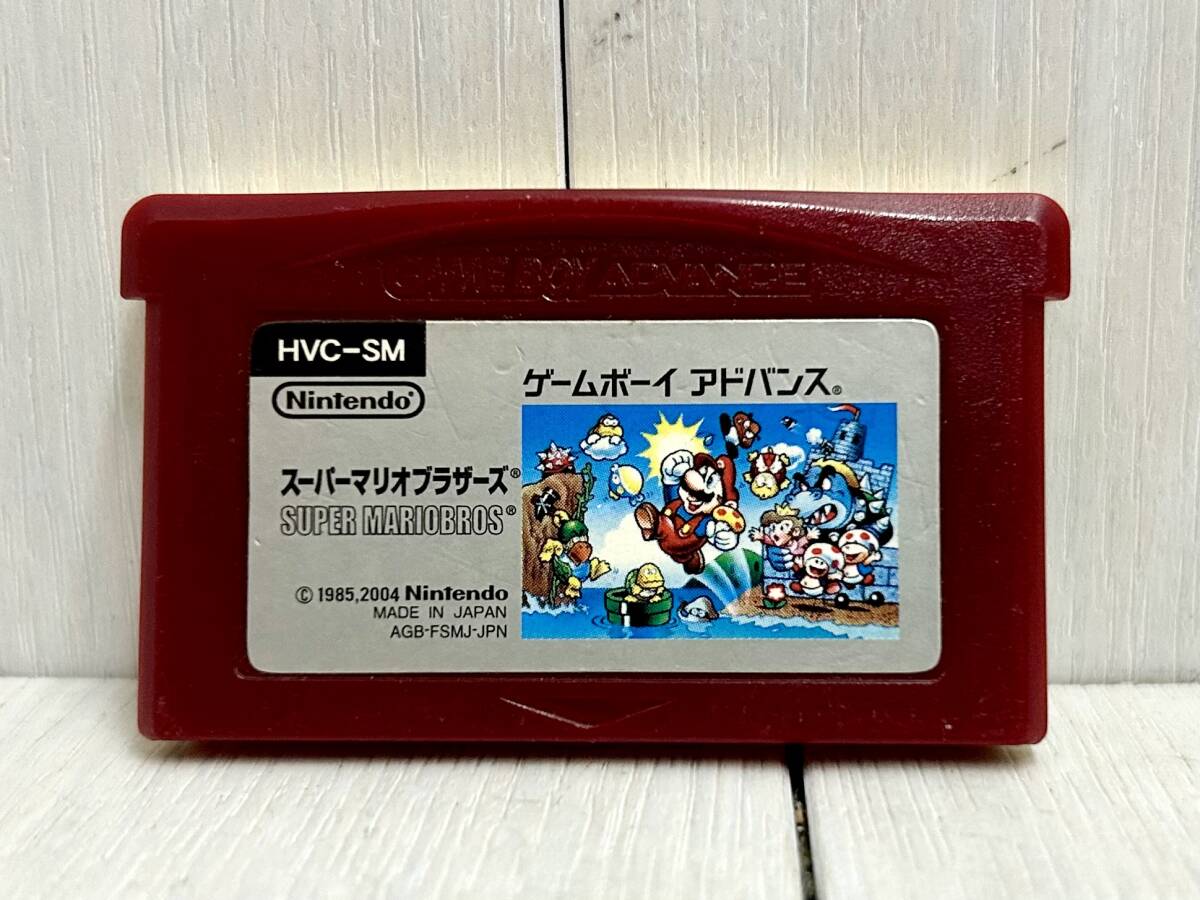 GAME BOY ADVANCE
HVC-SM
Nintendo®
ゲームボーイ アドバンス®
スーパーマリオブラザーズ®
SUPER MARIOBROS®
© 1985,2004 Nintendo
MADE IN JAPAN
AGB-FSMJ-JPN